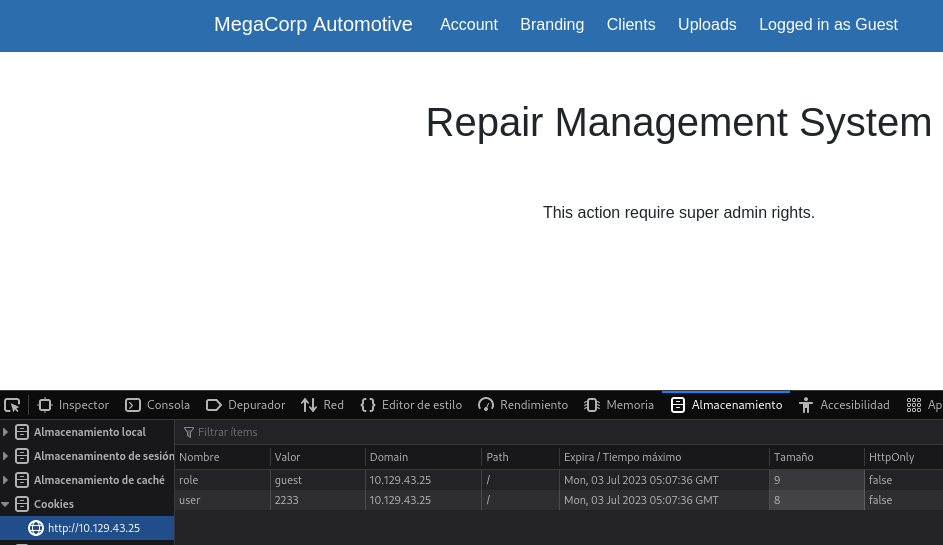 MegaCorp Automotive Account Branding Clients Uploads Logged in as Guest
Repair Management System
This action require super admin rights.
Inspector Consola Depurador Red Editor de estilo Rendimiento Memoria Almacenamiento Accesibilidad Ap
Almacenamiento local
Almacenaminento de sesión
Almacenamiento de caché
Cookies
http://10.129.43.25
Filtrar ítems
Nombre Valor Domain Path Expira / Tiempo máximo Tamaño HttpOnly
role guest 10.129.43.25 / Mon, 03 Jul 2023 05:07:36 GMT 9 false
user 2233 10.129.43.25 / Mon, 03 Jul 2023 05:07:36 GMT 8 false